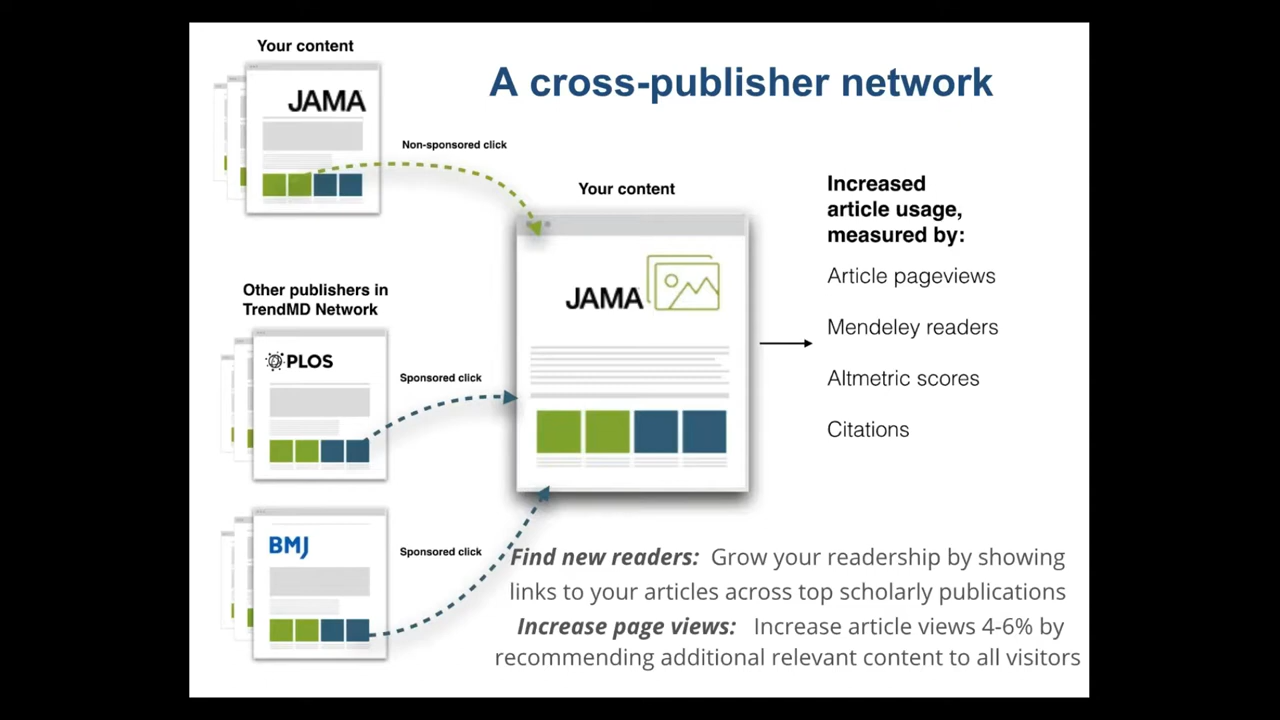 Your content
JAMA
A cross-publisher network
Non-sponsored click
Your content
JAMA
Increased
article usage,
measured by:
Article pageviews
Mendeley readers
Altmetric scores
Citations
Other publishers in
TrendMD Network
PLOS
Sponsored click
BMJ
Sponsored click
Find new readers: Grow your readership by showing
links to your articles across top scholarly publications
Increase page views: Increase article views 4-6% by
recommending additional relevant content to all visitors